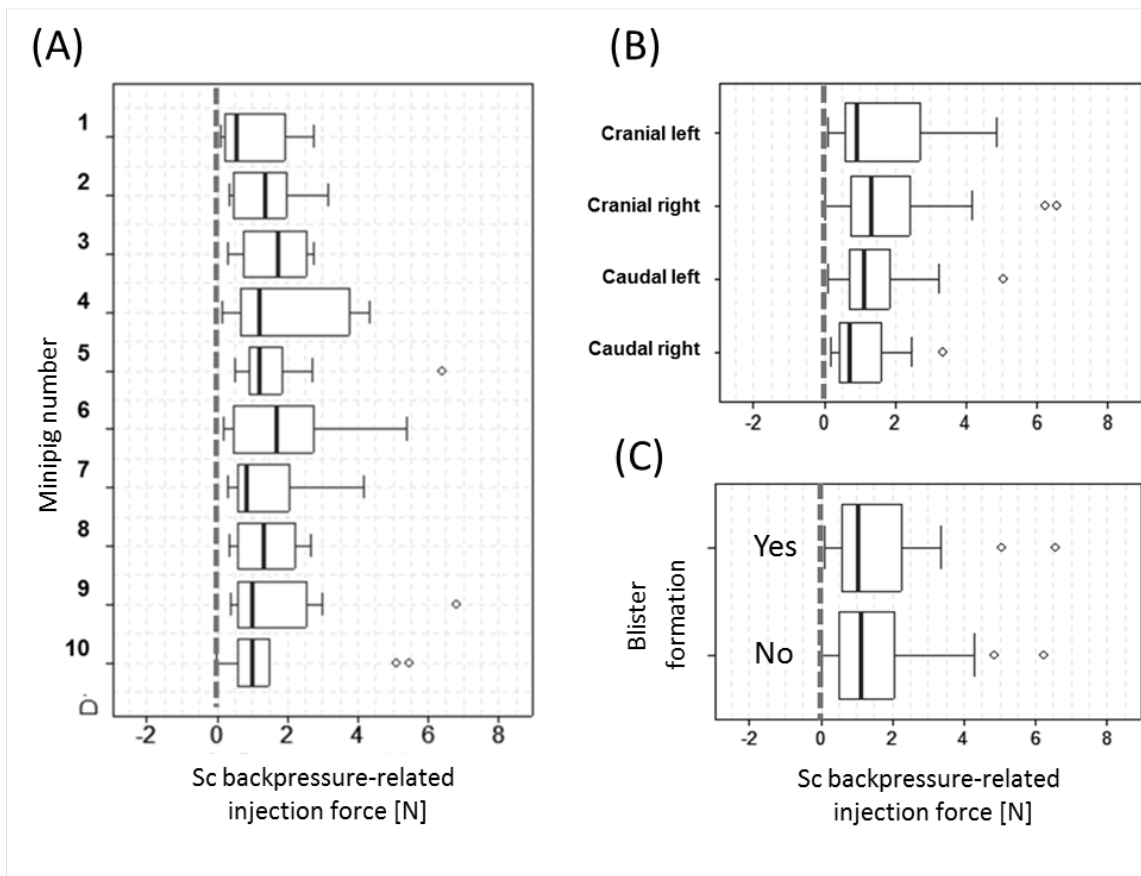 (A)
1
2
3
4
5
6
7
8
9
10
Minipig number
-2 0 2 4 6 8
Sc backpressure-related
injection force [N]
(B)
Cranial left
Cranial right
Caudal left
Caudal right
-2 0 2 4 6 8
(C)
Yes
No
Blister
formation
-2 0 2 4 6 8
Sc backpressure-related
injection force [N]